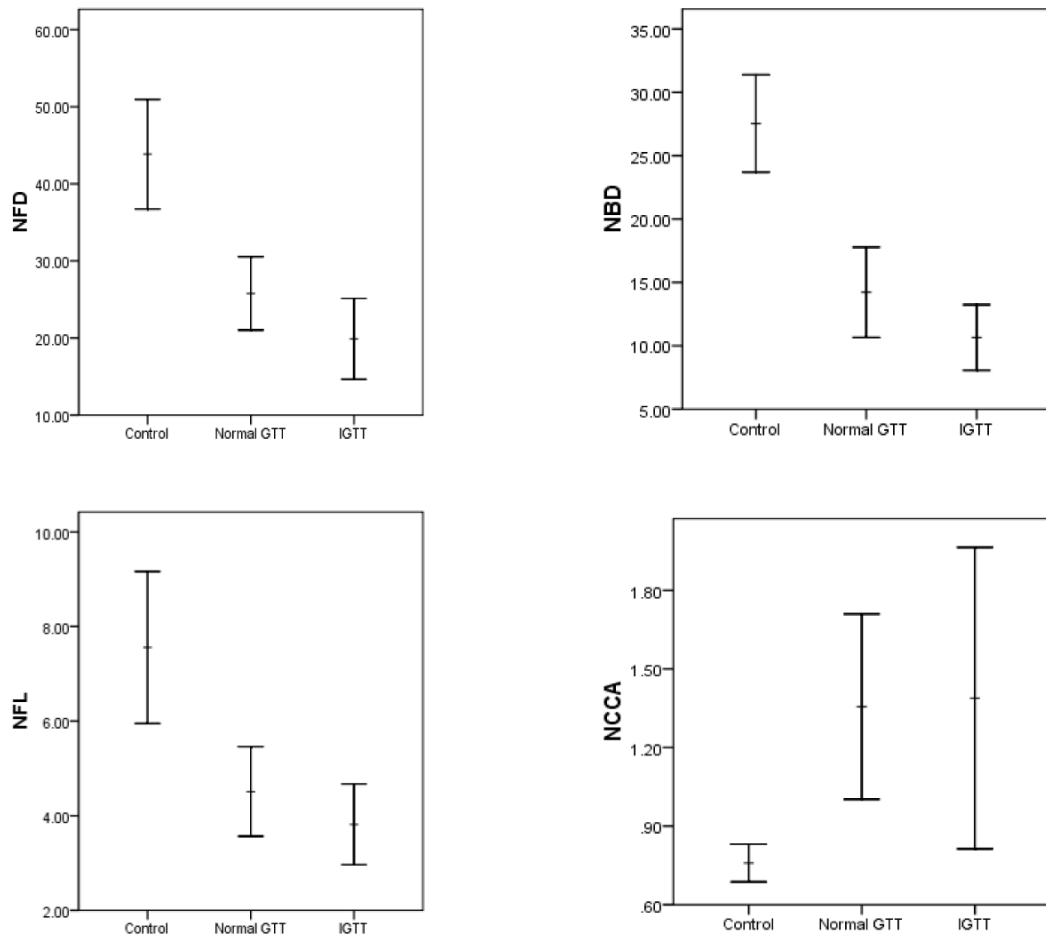 NFD
60.00
50.00
40.00
30.00
20.00
10.00
Control Normal GTT IGTT
NBD
35.00
30.00
25.00
20.00
15.00
10.00
5.00
Control Normal GTT IGTT
NFL
10.00
8.00
6.00
4.00
2.00
Control Normal GTT IGTT
NCCA
1.80
1.50
1.20
.90
.60
Control Normal GTT IGTT